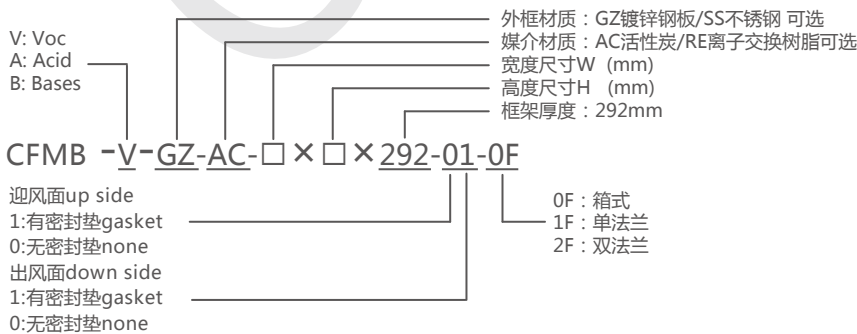 外框材质：GZ镀锌钢板/SS不锈钢 可选
V: Voc
媒介材质：AC活性炭/RE离子交换树脂可选
A: Acid
宽度尺寸W (mm)
B: Bases
高度尺寸H (mm)
框架厚度：292mm
CFMB -V-GZ-AC-□×□×292-01-0F
迎风面up side
1:有密封垫gasket
0:无密封垫none
出风面down side
1:有密封垫gasket
0:无密封垫none
0F：箱式
1F：单法兰
2F：双法兰